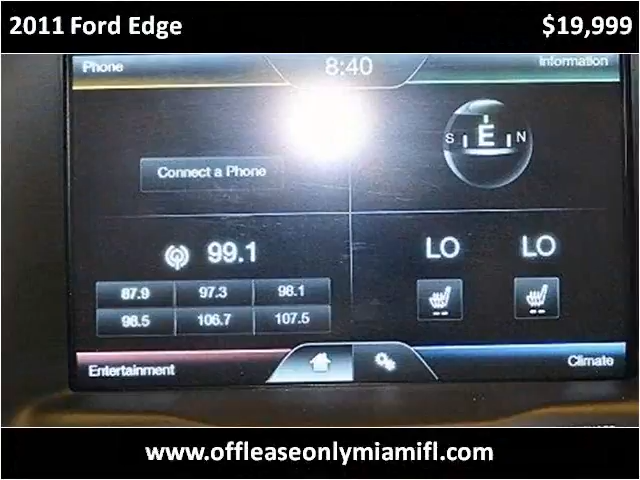 2011 Ford Edge $19,999
Phone 8:40 Information
S E N
Connect a Phone
99.1 LO LO
87.9 97.3 98.1
96.5 106.7 107.5
Entertainment Climate
www.offleaseonlymiamifl.com